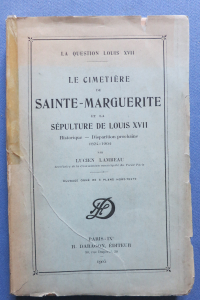 LA QUESTION LOUIS XVII
LE CIMETIÈRE
DE
SAINTE-MARGUERITE
ET LA
SÉPULTURE DE LOUIS XVII
Historique — Disparition prochaine
PAR
LUCIEN LAMBEAU
PARIS-IXe
H. DARAGON, ÉDITEUR